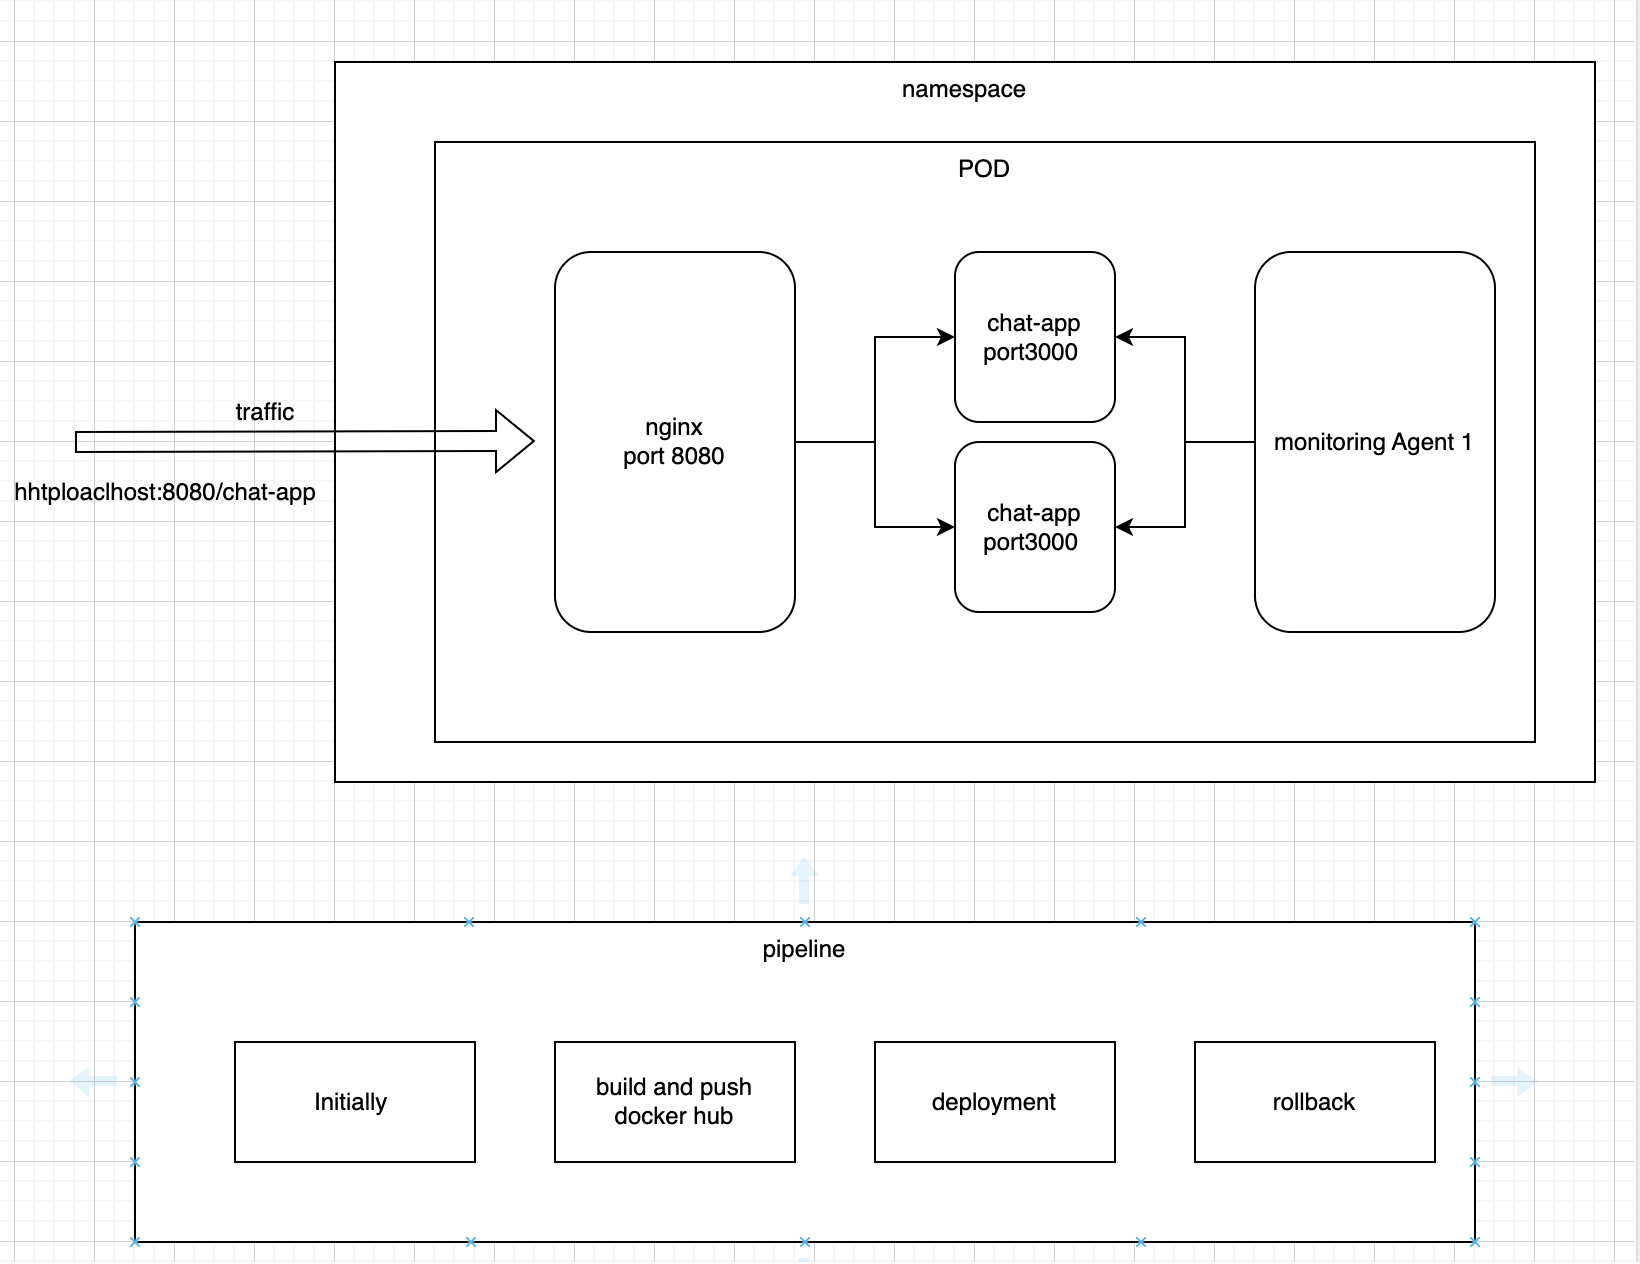 namespace
POD
nginx
port 8080
chat-app
port3000
chat-app
port3000
monitoring Agent 1
traffic
hhtploaclhost:8080/chat-app
pipeline
Initially
build and push
docker hub
deployment
rollback